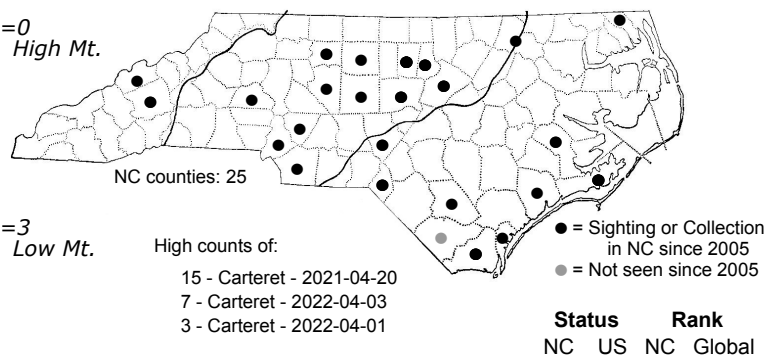 =0
High Mt.
NC counties: 25
=3
Low Mt.
High counts of:
15 - Carteret - 2021-04-20
7 - Carteret - 2022-04-03
3 - Carteret - 2022-04-01
= Sighting or Collection
in NC since 2005
= Not seen since 2005
Status Rank
NC US NC Global